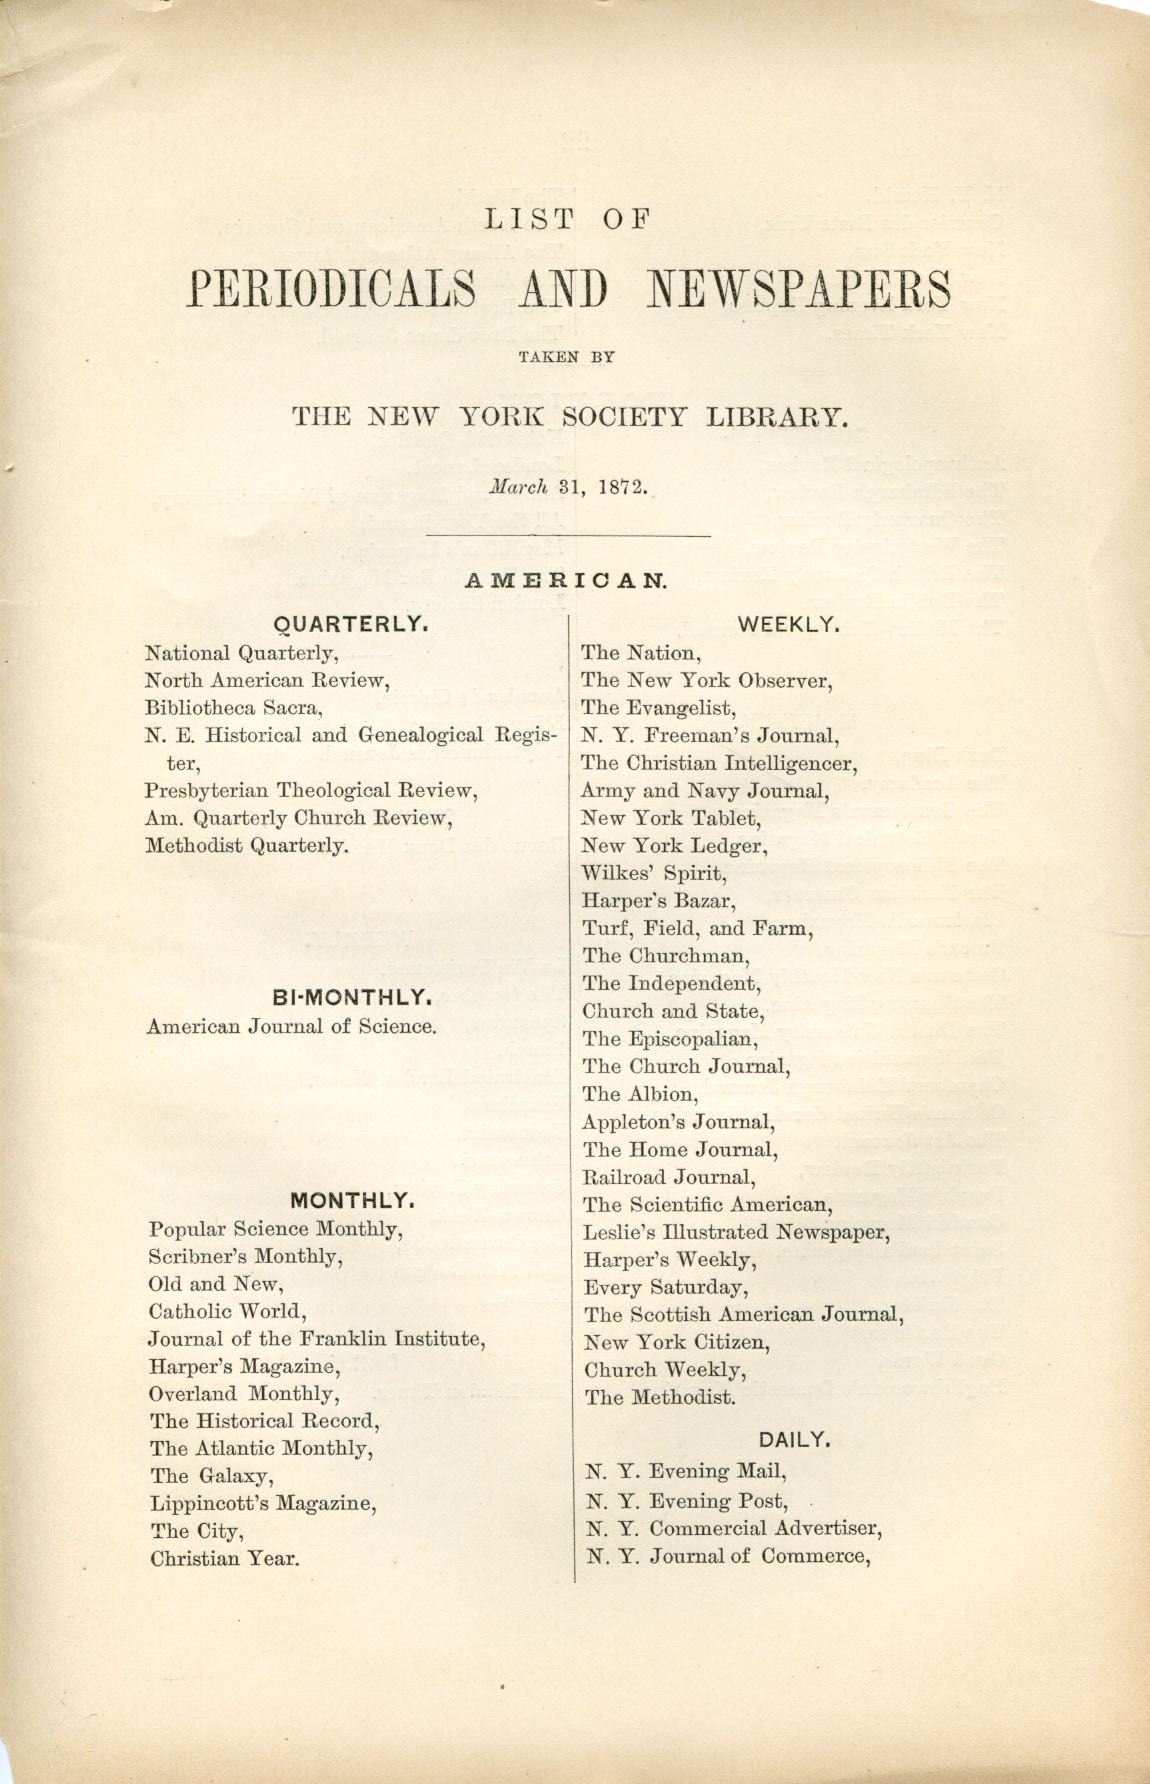 LIST OF
PERIODICALS AND NEWSPAPERS
TAKEN BY
THE NEW YORK SOCIETY LIBRARY.
March 31, 1872.
AMERICAN.
QUARTERLY.
National Quarterly,
North American Review,
Bibliotheca Sacra,
N. E. Historical and Genealogical Regis-
ter,
Presbyterian Theological Review,
Am. Quarterly Church Review,
Methodist Quarterly.
BI-MONTHLY.
American Journal of Science.
MONTHLY.
Popular Science Monthly,
Scribner's Monthly,
Old and New,
Catholic World,
Journal of the Franklin Institute,
Harper's Magazine,
Overland Monthly,
The Historical Record,
The Atlantic Monthly,
The Galaxy,
Lippincott's Magazine,
The City,
Christian Year.
WEEKLY.
The Nation,
The New York Observer,
The Evangelist,
N. Y. Freeman's Journal,
The Christian Intelligencer,
Army and Navy Journal,
New York Tablet,
New York Ledger,
Wilkes' Spirit,
Harper's Bazar,
Turf, Field, and Farm,
The Churchman,
The Independent,
Church and State,
The Episcopalian,
The Church Journal,
The Albion,
Appleton's Journal,
The Home Journal,
Railroad Journal,
The Scientific American,
Leslie's Illustrated Newspaper,
Harper's Weekly,
Every Saturday,
The Scottish American Journal,
New York Citizen,
Church Weekly,
The Methodist.
DAILY.
N. Y. Evening Mail,
N. Y. Evening Post,
N. Y. Commercial Advertiser,
N. Y. Journal of Commerce,